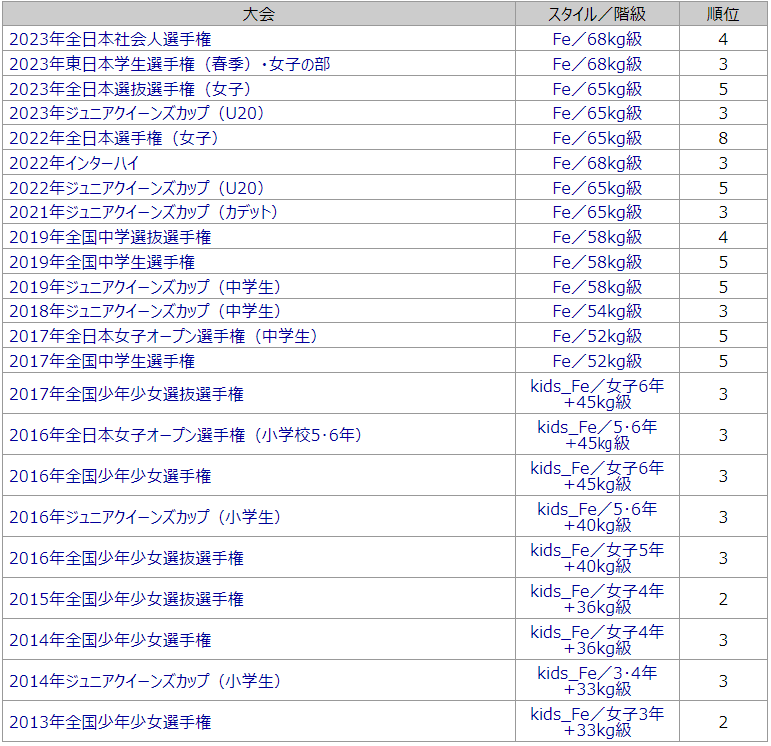 大会 スタイル／階級 順位
2023年全日本社会人選手権 Fe／68kg級 4
2023年東日本学生選手権（春季）・女子の部 Fe／68kg級 3
2023年全日本選抜選手権（女子） Fe／65kg級 5
2023年ジュニアクイーンズカップ（U20） Fe／65kg級 3
2022年全日本選手権（女子） Fe／65kg級 8
2022年インターハイ Fe／68kg級 3
2022年ジュニアクイーンズカップ（U20） Fe／65kg級 5
2021年ジュニアクイーンズカップ（カデット） Fe／65kg級 3
2019年全国中学選抜選手権 Fe／58kg級 4
2019年全国中学生選手権 Fe／58kg級 5
2019年ジュニアクイーンズカップ（中学生） Fe／58kg級 5
2018年ジュニアクイーンズカップ（中学生） Fe／54kg級 3
2017年全日本女子オープン選手権（中学生） Fe／52kg級 5
2017年全国中学生選手権 Fe／52kg級 5
2017年全国少年少女選抜選手権 kids_Fe／女子6年 3
+45kg級
2016年全日本女子オープン選手権（小学校5･6年） kids_Fe／5･6年 3
+45㎏級
2016年全国少年少女選手権 kids_Fe／女子6年 3
+45kg級
2016年ジュニアクイーンズカップ（小学生） kids_Fe／5･6年 3
+40kg級
2016年全国少年少女選抜選手権 kids_Fe／女子5年 3
+40kg級
2015年全国少年少女選抜選手権 kids_Fe／女子4年 2
+36kg級
2014年全国少年少女選手権 kids_Fe／女子4年 3
+36kg級
2014年ジュニアクイーンズカップ（小学生） kids_Fe／3･4年 3
+33kg級
2013年全国少年少女選手権 kids_Fe／女子3年 2
+33kg級